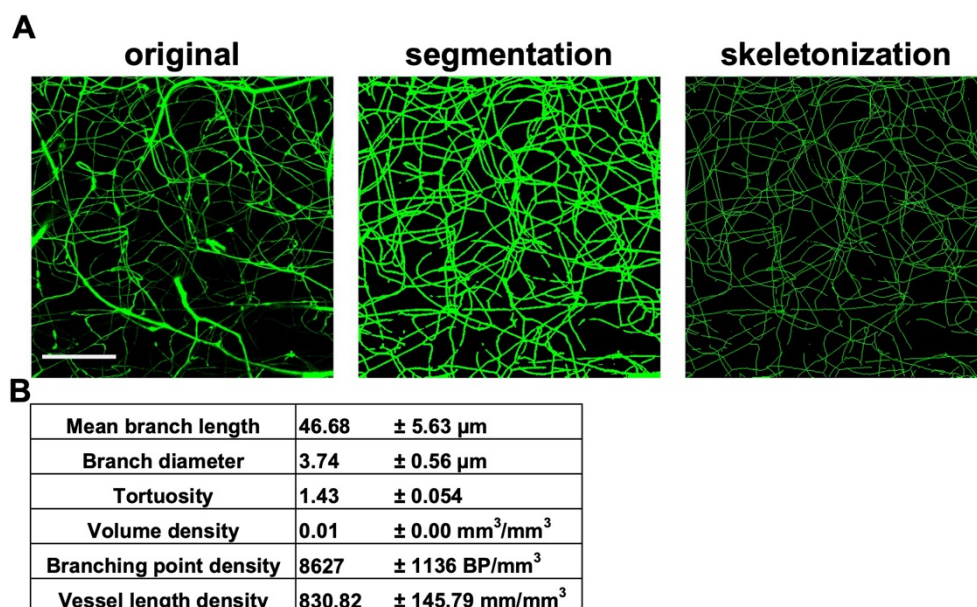 A
original segmentation skeletonization
B
Mean branch length 46.68 ± 5.63 µm
Branch diameter 3.74 ± 0.56 µm
Tortuosity 1.43 ± 0.054
Volume density 0.01 ± 0.00 mm³/mm³
Branching point density 8627 ± 1136 BP/mm³
Vessel length density 830.82 ± 145.79 mm/mm³